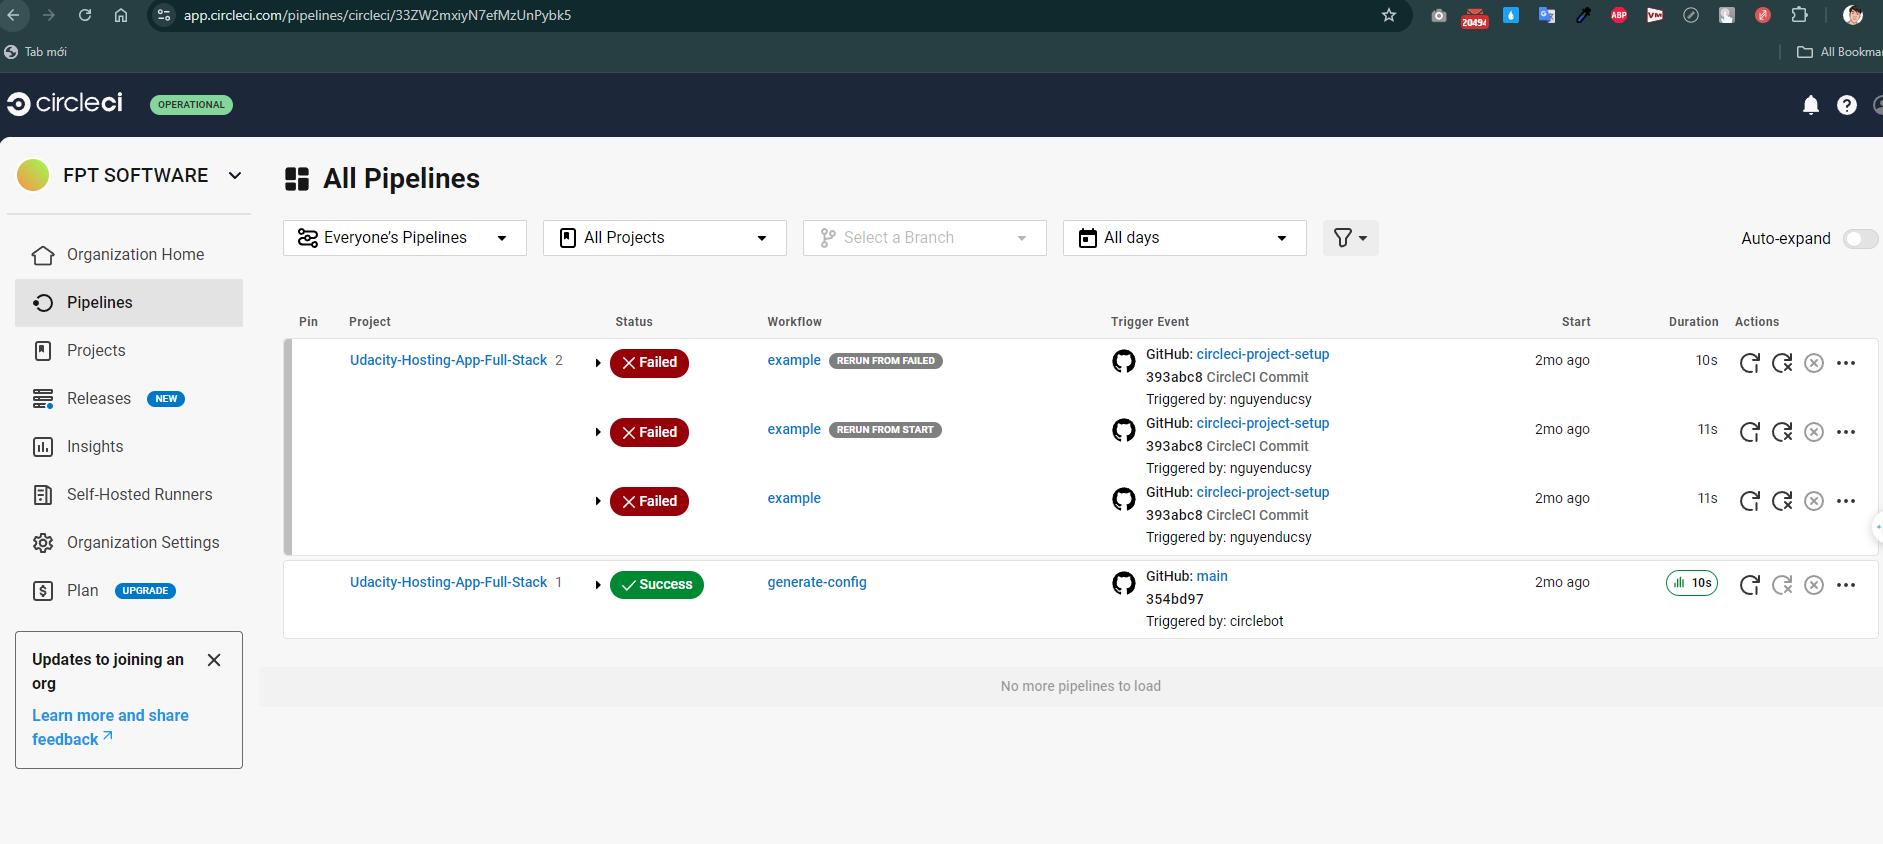 app.circleci.com/pipelines/circleci/33ZW2mxiyN7efMzUnPybk5
20494
ABP
VM
Tab mới
All Bookma
circleci
OPERATIONAL
FPT SOFTWARE
Organization Home
Pipelines
Projects
Releases NEW
Insights
Self-Hosted Runners
Organization Settings
Plan UPGRADE
Updates to joining an
org
Learn more and share
feedback
All Pipelines
Everyone's Pipelines
All Projects
Select a Branch
All days
Auto-expand
Pin Project Status Workflow Trigger Event Start Duration Actions
Udacity-Hosting-App-Full-Stack 2 Failed example RERUN FROM FAILED GitHub: circleci-project-setup 2mo ago 10s
393abc8 CircleCI Commit
Triggered by: nguyenducsy
Failed example RERUN FROM START GitHub: circleci-project-setup 2mo ago 11s
393abc8 CircleCI Commit
Triggered by: nguyenducsy
Failed example GitHub: circleci-project-setup 2mo ago 11s
393abc8 CircleCI Commit
Triggered by: nguyenducsy
Udacity-Hosting-App-Full-Stack 1 Success generate-config GitHub: main 2mo ago 10s
354bd97
Triggered by: circlebot
No more pipelines to load